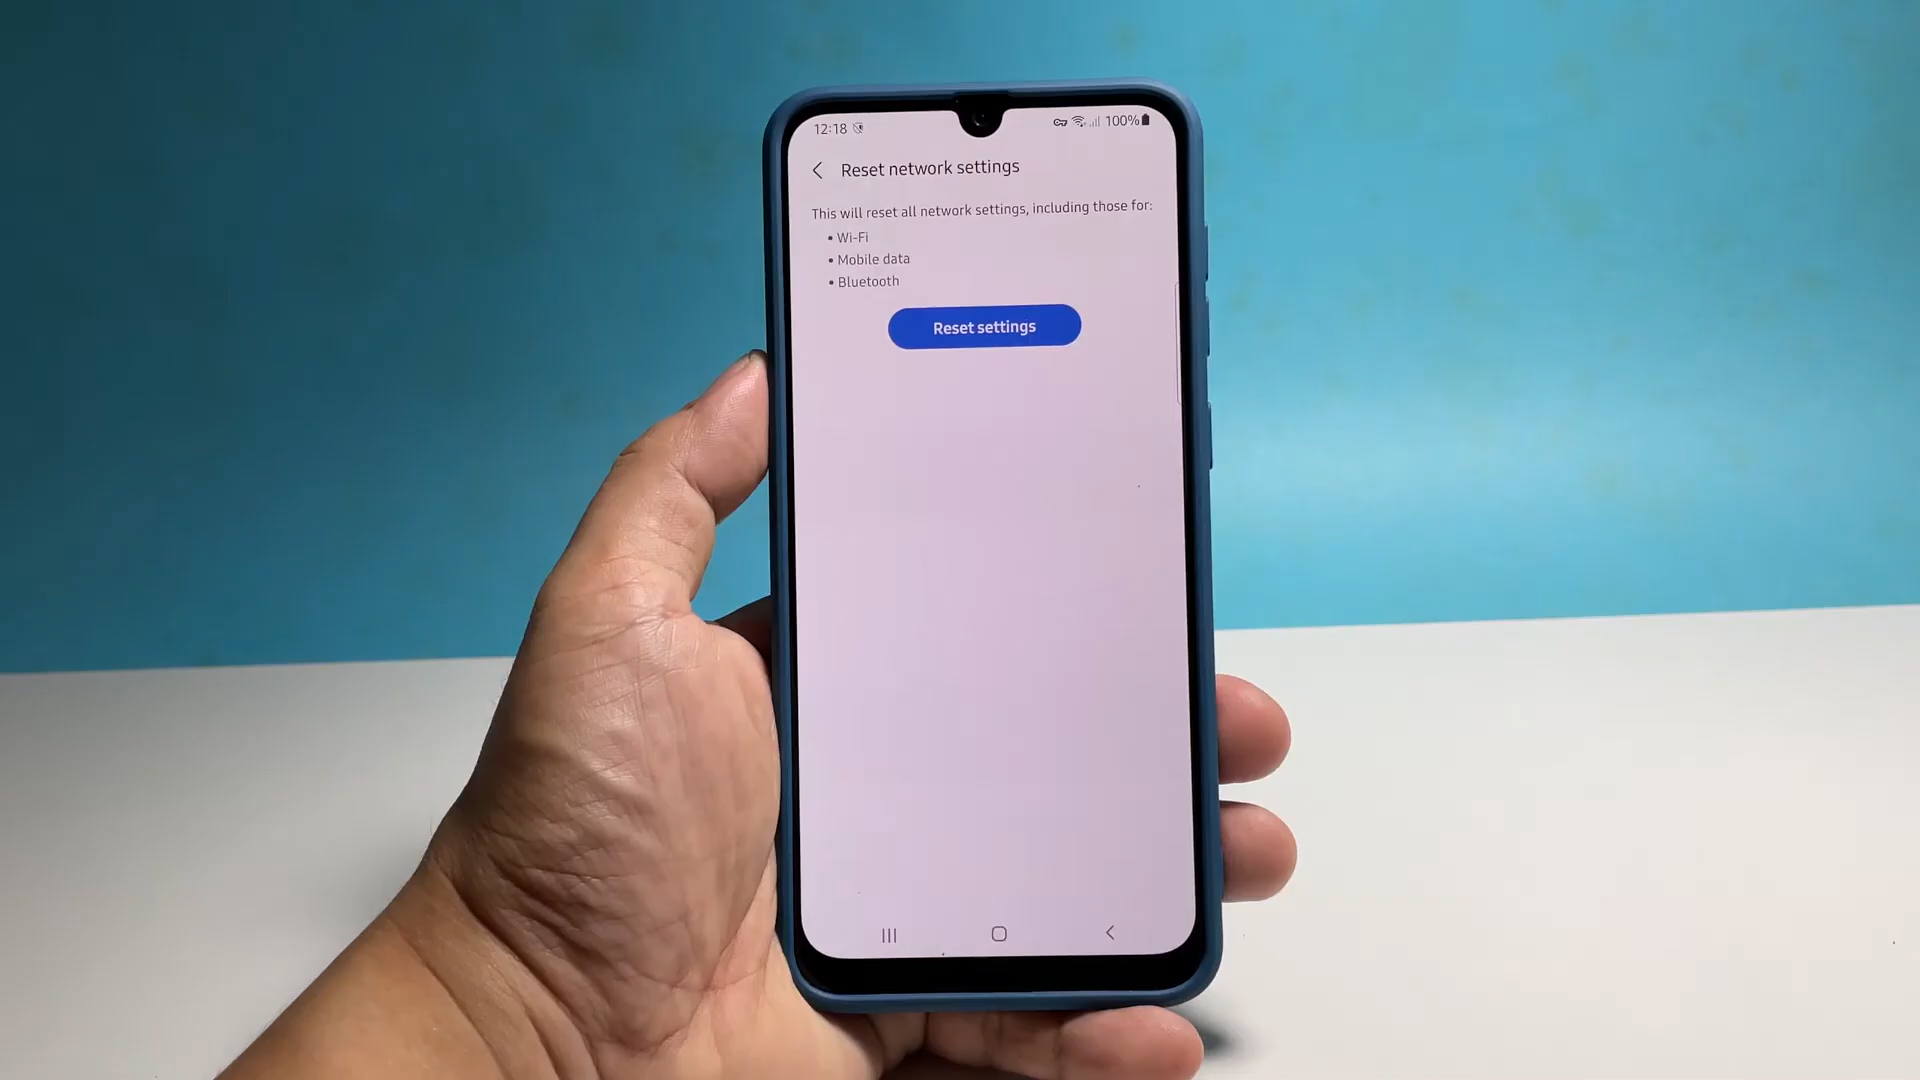 12:18 100%
Reset network settings
This will reset all network settings, including those for:
• Wi-Fi
• Mobile data
• Bluetooth
Reset settings